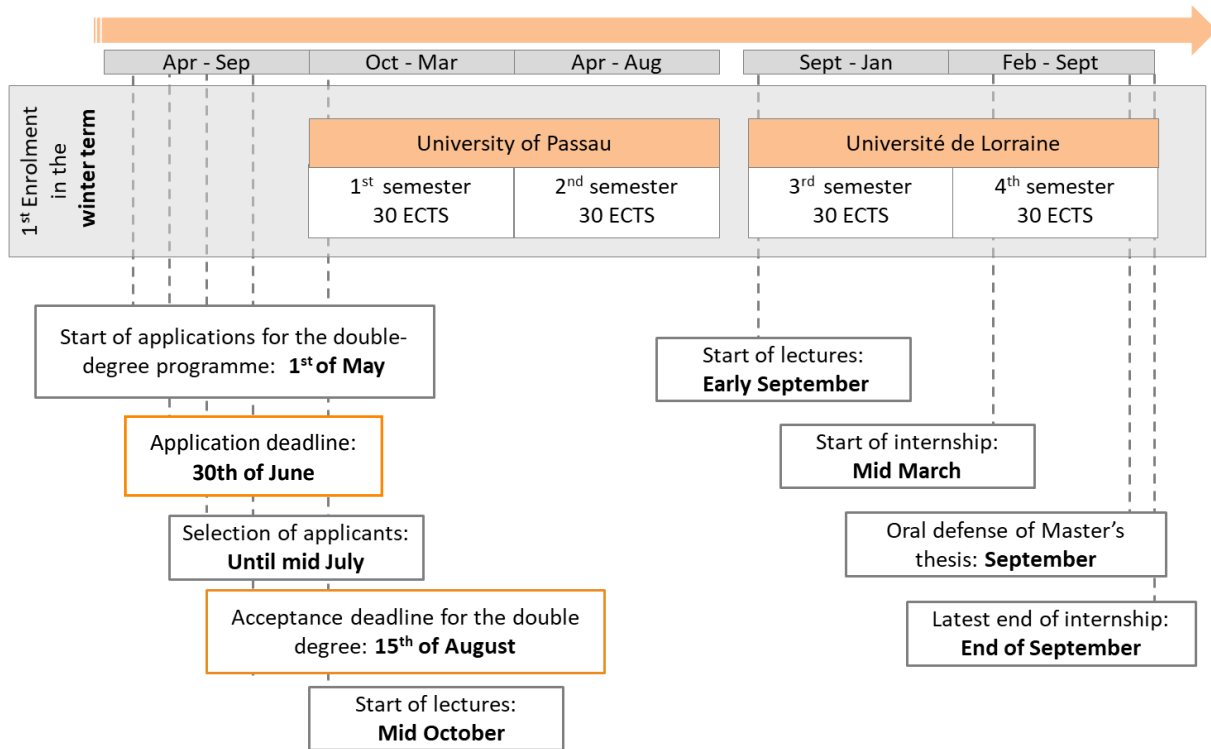 Apr - Sep
Oct - Mar
Apr - Aug
Sept - Jan
Feb - Sept
1st Enrolment
in the
winter term
University of Passau
Université de Lorraine
1st semester
30 ECTS
2nd semester
30 ECTS
3rd semester
30 ECTS
4th semester
30 ECTS
Start of applications for the double-
degree programme: 1st of May
Application deadline:
30th of June
Selection of applicants:
Until mid July
Acceptance deadline for the double
degree: 15th of August
Start of lectures:
Mid October
Start of lectures:
Early September
Start of internship:
Mid March
Oral defense of Master's
thesis: September
Latest end of internship:
End of September